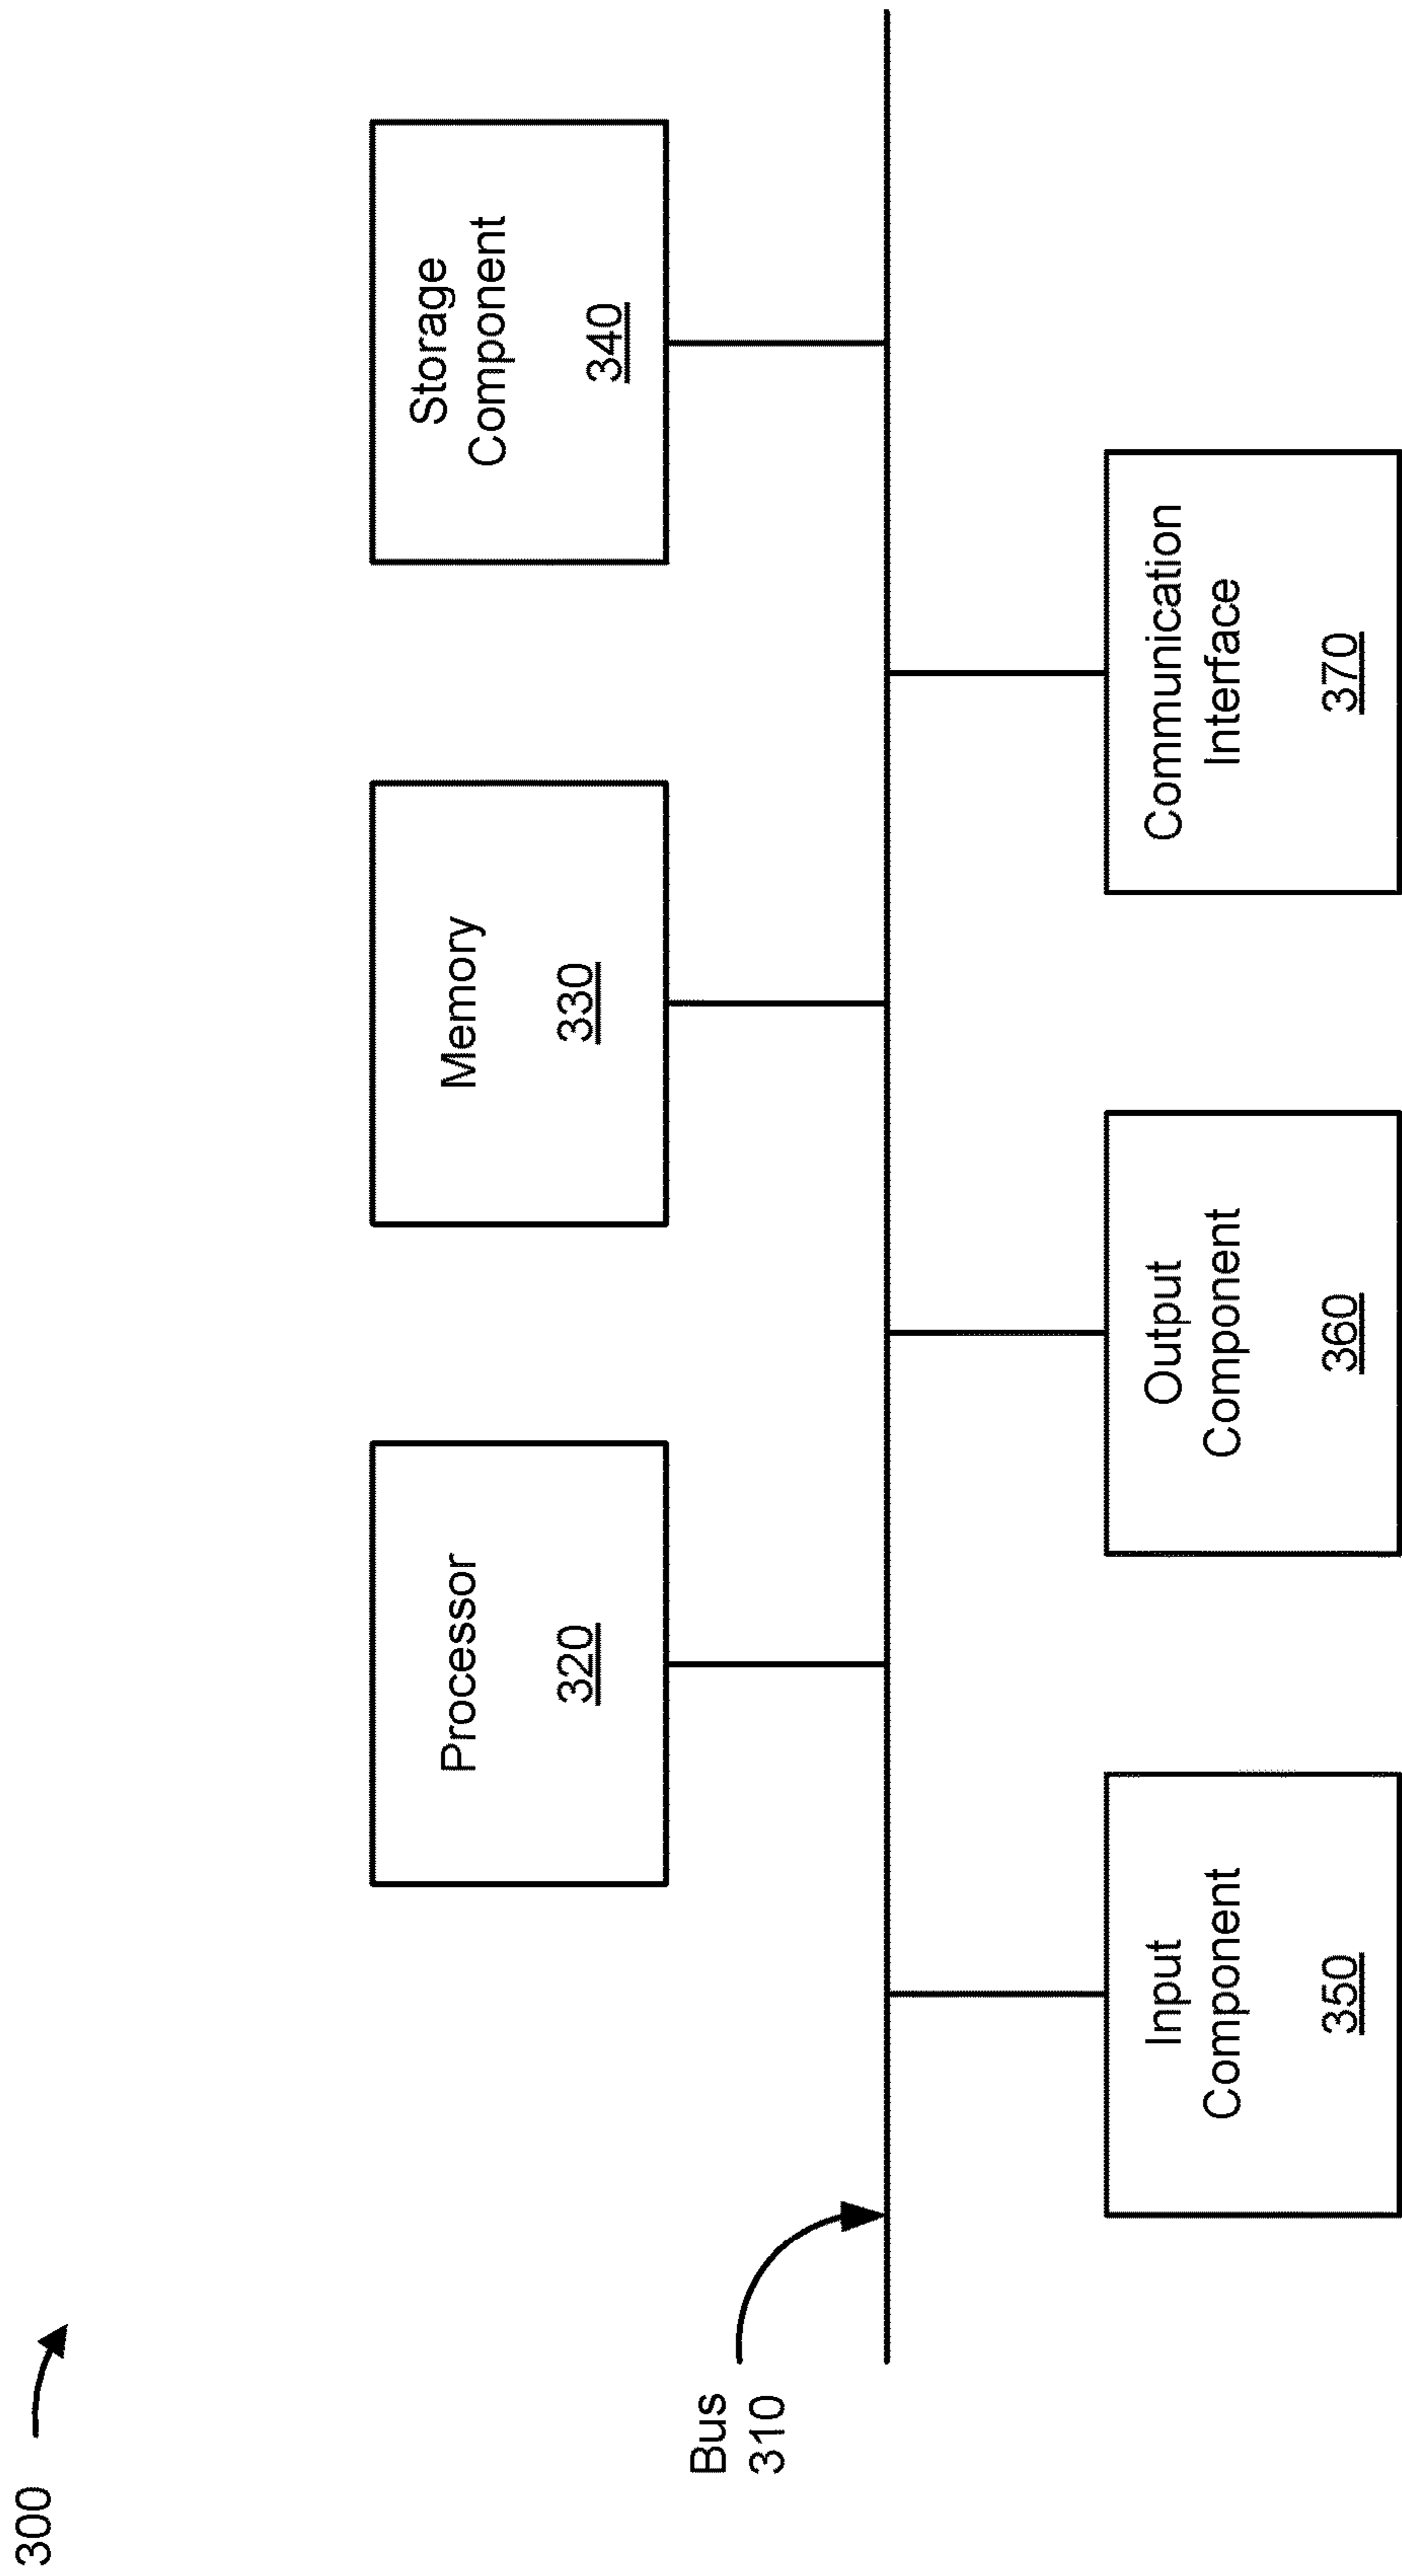 300
Processor
320
Memory
330
Storage
Component
340
Bus
310
Input
Component
350
Output
Component
360
Communication
Interface
370